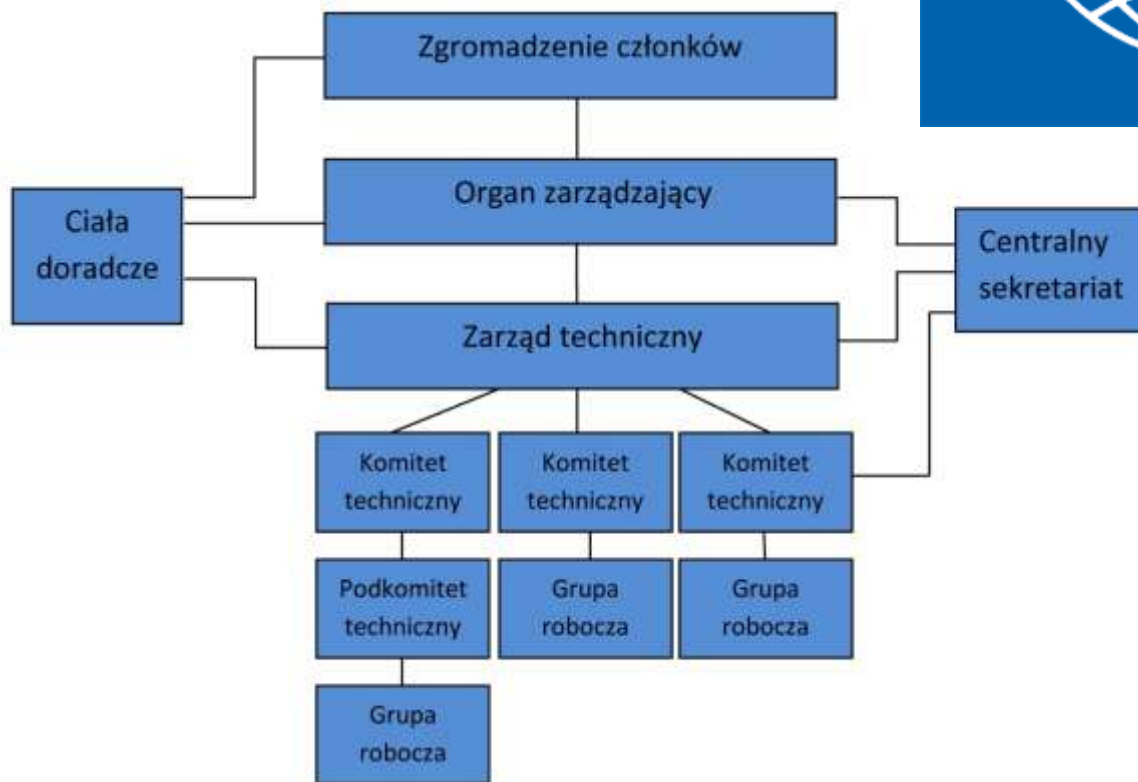 Zgromadzenie członków
Organ zarządzający
Ciała
doradcze
Centralny
sekretariat
Zarząd techniczny
Komitet
techniczny
Komitet
techniczny
Komitet
techniczny
Podkomitet
techniczny
Grupa
robocza
Grupa
robocza
Grupa
robocza